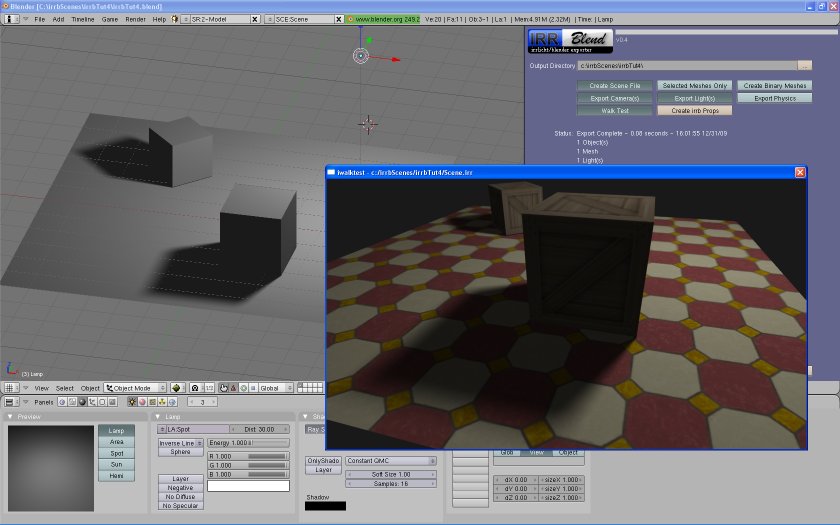 Blender [C:\irrbScenes\irrbTut4\irrbTut4.blend]
File Add Timeline Game Render Help SR:2-Model SCE:Scene www.blender.org 249.2 Ve:20 | Fa:11 | Ob:3-1 | La:1 | Mem:4.91M (2.32M) | Time: | Lamp
IRR Blend v0.4
irrlicht/blender exporter
Output Directory c:\irrbScenes\irrbTut4\ ...
Create Scene File Selected Meshes Only Create Binary Meshes
Export Camera(s) Export Light(s) Export Physics
Walk Test Create irrb Props
Status: Export Complete - 0.08 seconds - 16:01:55 12/31/09
1 Object(s)
1 Mesh
1 Light(s)
iwalktest - c:/irrbScenes/irrbTut4/Scene.irr
(3) Lamp
View Select Object Object Mode Global
Panels 3
Preview
Lamp
Area
Spot
Sun
Hemi
Lamp
LA:Spot Dist: 30.00
Inverse Line Energy 1.000
Sphere
R 1.000
G 1.000
B 1.000
Layer
Negative
No Diffuse
No Specular
Ray S
OnlyShado
Layer
Constant QMC
Soft Size 1.00
Samples: 16
Shadow
Glob View Object
dX 0.00 sizeX 1.000
dY 0.00 sizeY 1.000
dZ 0.00 sizeZ 1.000